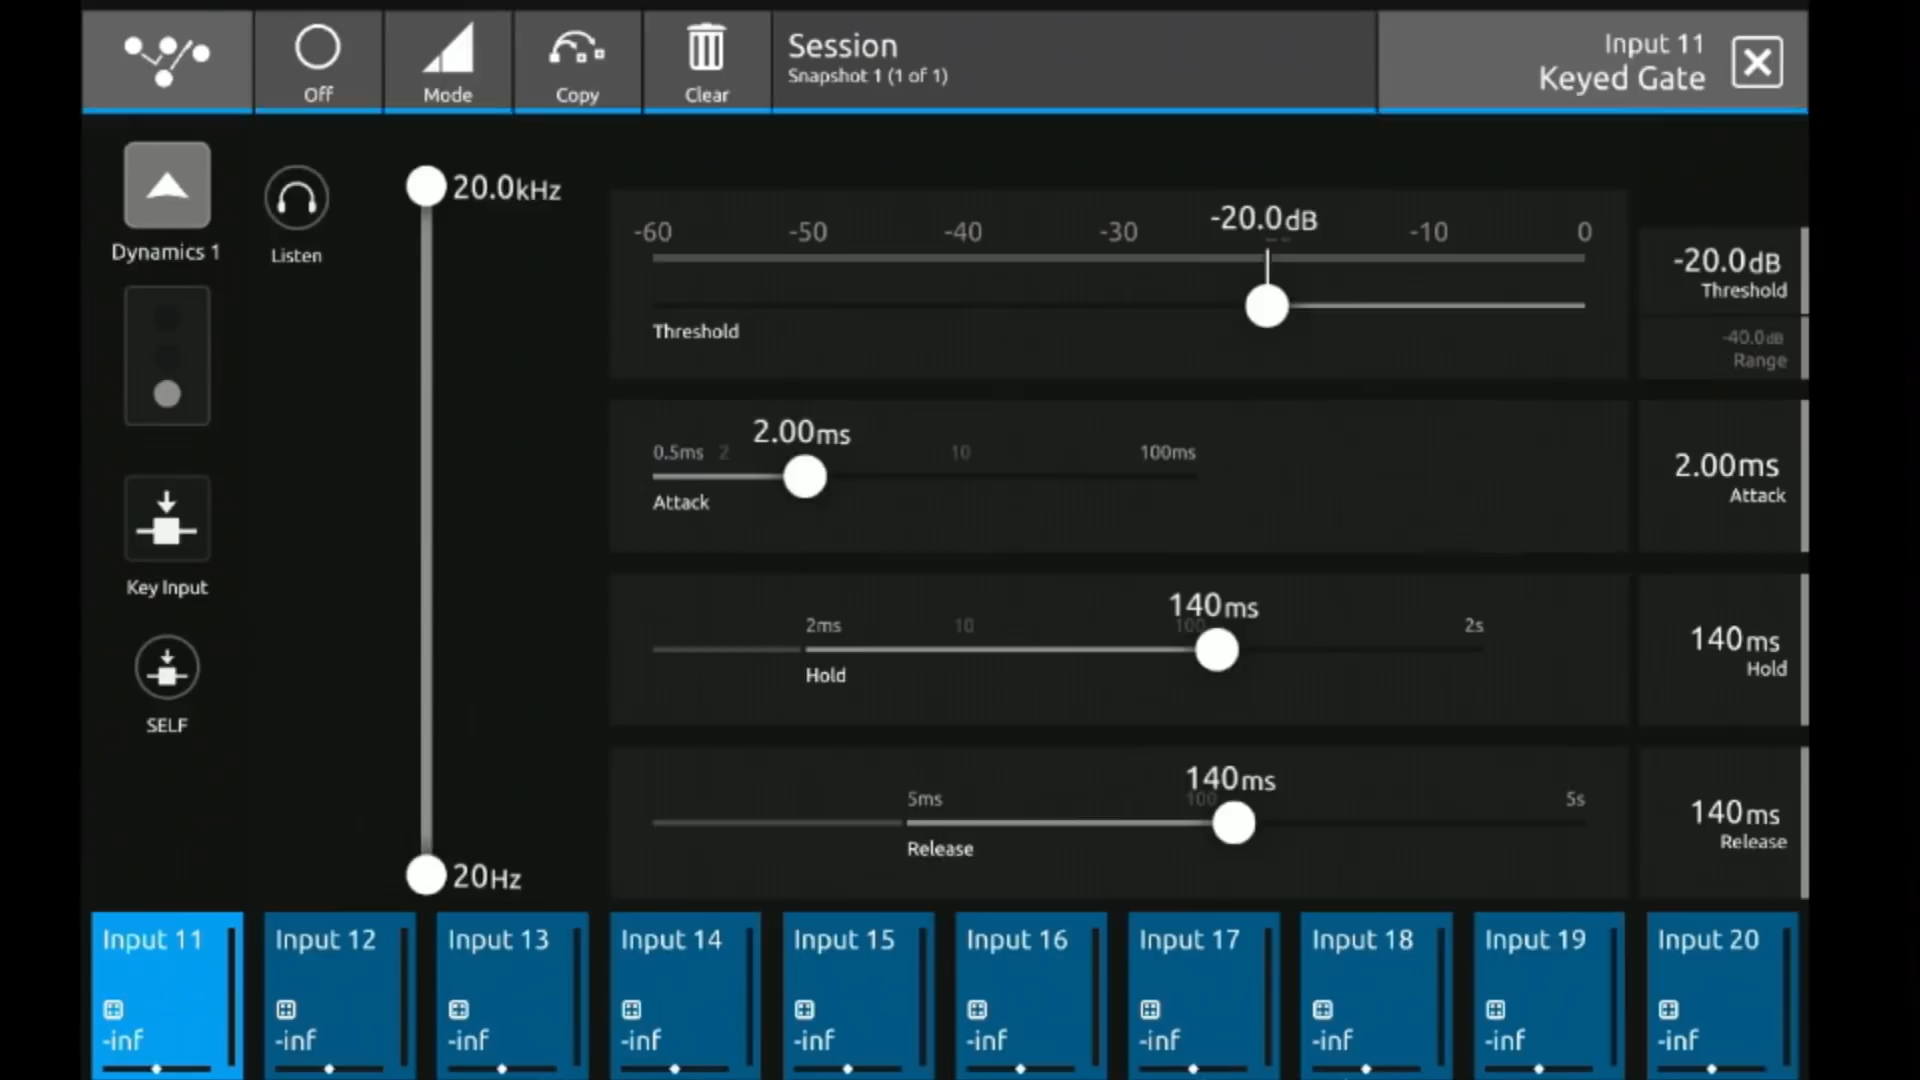 Off
Mode
Copy
Clear
Session
Snapshot 1 (1 of 1)
Input 11
Keyed Gate
Dynamics 1
Listen
20.0kHz
20Hz
Key Input
SELF
-60
-50
-40
-30
-20.0dB
-10
0
Threshold
-20.0dB
Threshold
-40.0dB
Range
2.00ms
0.5ms
2
10
100ms
Attack
2.00ms
Attack
140ms
2ms
10
100
2s
Hold
140ms
Hold
140ms
5ms
100
5s
Release
140ms
Release
Input 11
-inf
Input 12
-inf
Input 13
-inf
Input 14
-inf
Input 15
-inf
Input 16
-inf
Input 17
-inf
Input 18
-inf
Input 19
-inf
Input 20
-inf